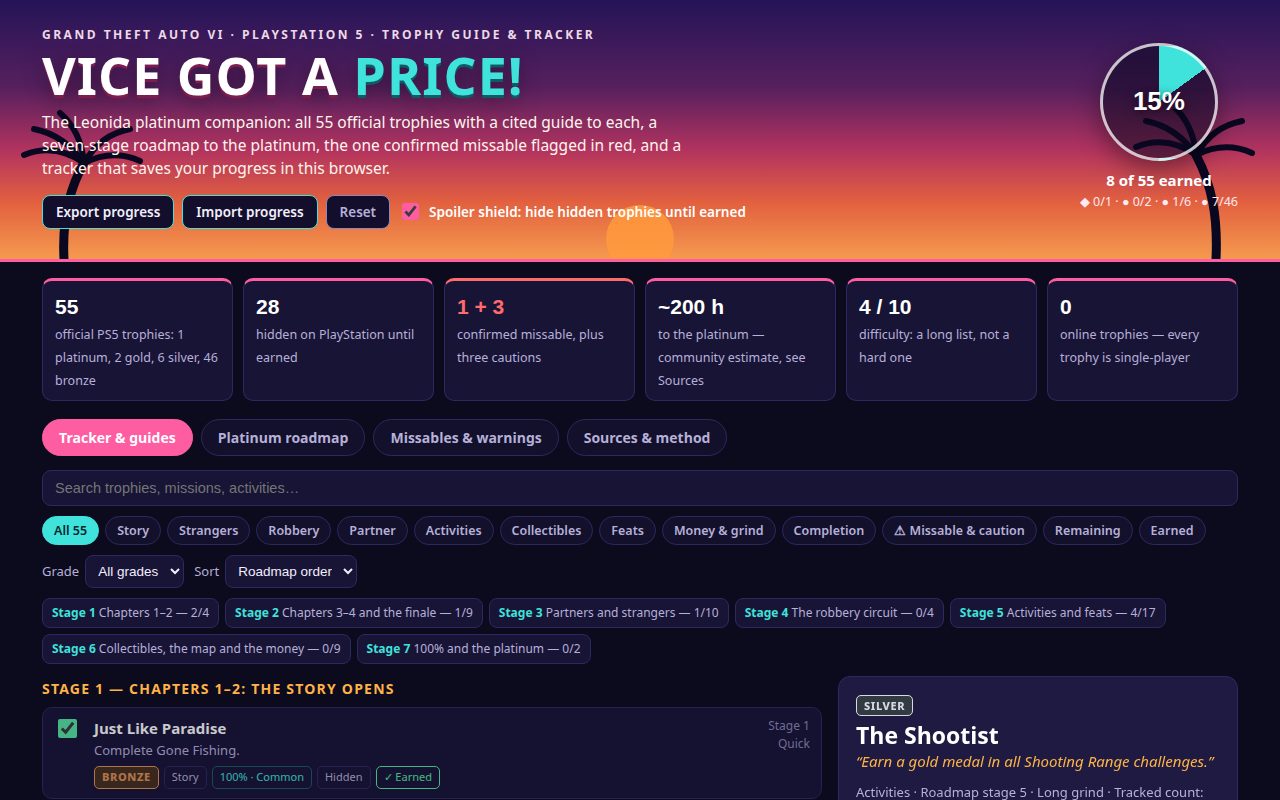 GRAND THEFT AUTO VI · PLAYSTATION 5 · TROPHY GUIDE & TRACKER
VICE GOT A PRICE!
The Leonida platinum companion: all 55 official trophies with a cited guide to each, a
seven-stage roadmap to the platinum, the one confirmed missable flagged in red, and a
tracker that saves your progress in this browser.
Export progress
Import progress
Reset
Spoiler shield: hide hidden trophies until earned
15%
8 of 55 earned
◆ 0/1 · ● 0/2 · ● 1/6 · ● 7/46
55
official PS5 trophies: 1
platinum, 2 gold, 6 silver, 46
bronze
28
hidden on PlayStation until
earned
1 + 3
confirmed missable, plus
three cautions
~200 h
to the platinum —
community estimate, see
Sources
4 / 10
difficulty: a long list, not a
hard one
0
online trophies — every
trophy is single-player
Tracker & guides
Platinum roadmap
Missables & warnings
Sources & method
Search trophies, missions, activities…
All 55
Story
Strangers
Robbery
Partner
Activities
Collectibles
Feats
Money & grind
Completion
⚠ Missable & caution
Remaining
Earned
Grade
All grades
Sort
Roadmap order
Stage 1 Chapters 1–2 — 2/4
Stage 2 Chapters 3–4 and the finale — 1/9
Stage 3 Partners and strangers — 1/10
Stage 4 The robbery circuit — 0/4
Stage 5 Activities and feats — 4/17
Stage 6 Collectibles, the map and the money — 0/9
Stage 7 100% and the platinum — 0/2
STAGE 1 — CHAPTERS 1–2: THE STORY OPENS
Just Like Paradise
Complete Gone Fishing.
BRONZE
Story
100% · Common
Hidden
✓ Earned
Stage 1
Quick
SILVER
The Shootist
“Earn a gold medal in all Shooting Range challenges.”
Activities · Roadmap stage 5 · Long grind · Tracked count: